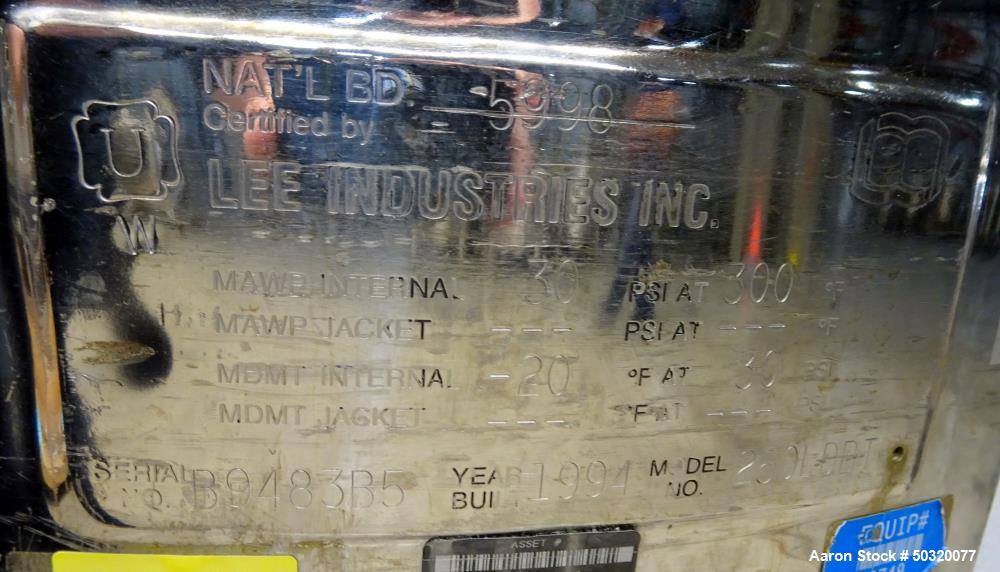 NAT'L BD 5998
Certified by
U
LEE INDUSTRIES INC.
W
MAWP INTERNAL 30 PSI AT 300 °F
MAWP JACKET --- PSI AT --- °F
MDMT INTERNAL -20 °F AT 30 PSI
MDMT JACKET --- °F AT --- PSI
SERIAL NO. B9483B5 YEAR BUILT 1994 MODEL NO.
ASSET #
EQUIP#
Aaron Stock # 50320077